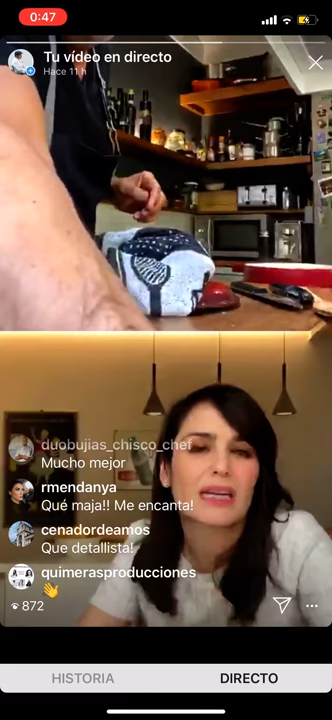 0:47
Tu vídeo en directo
Hace 11 h
duobujias_chisco_chef
Mucho mejor
rmendanya
Qué maja!! Me encanta!
cenadordeamos
Que detallista!
quimerasproducciones
👋
872
HISTORIA
DIRECTO